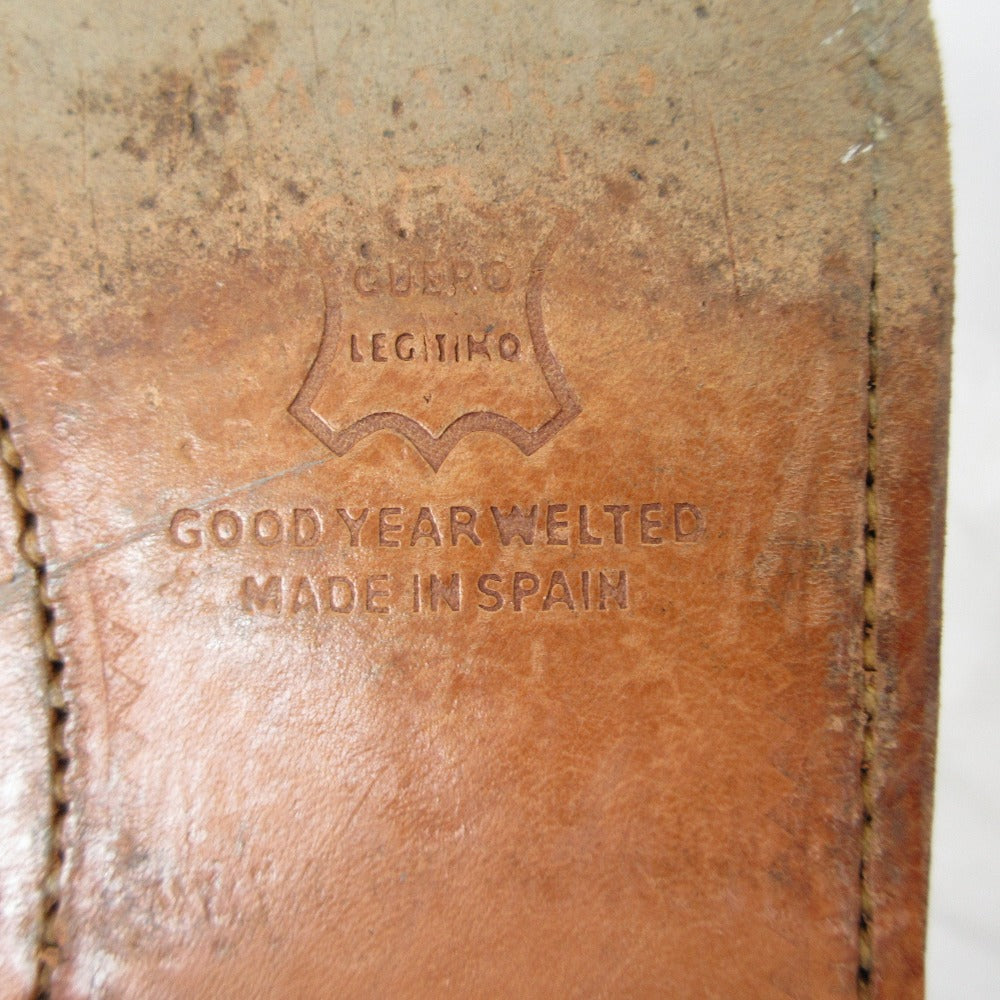 CUERO
LEGITIMO
GOOD YEAR WELTED
MADE IN SPAIN